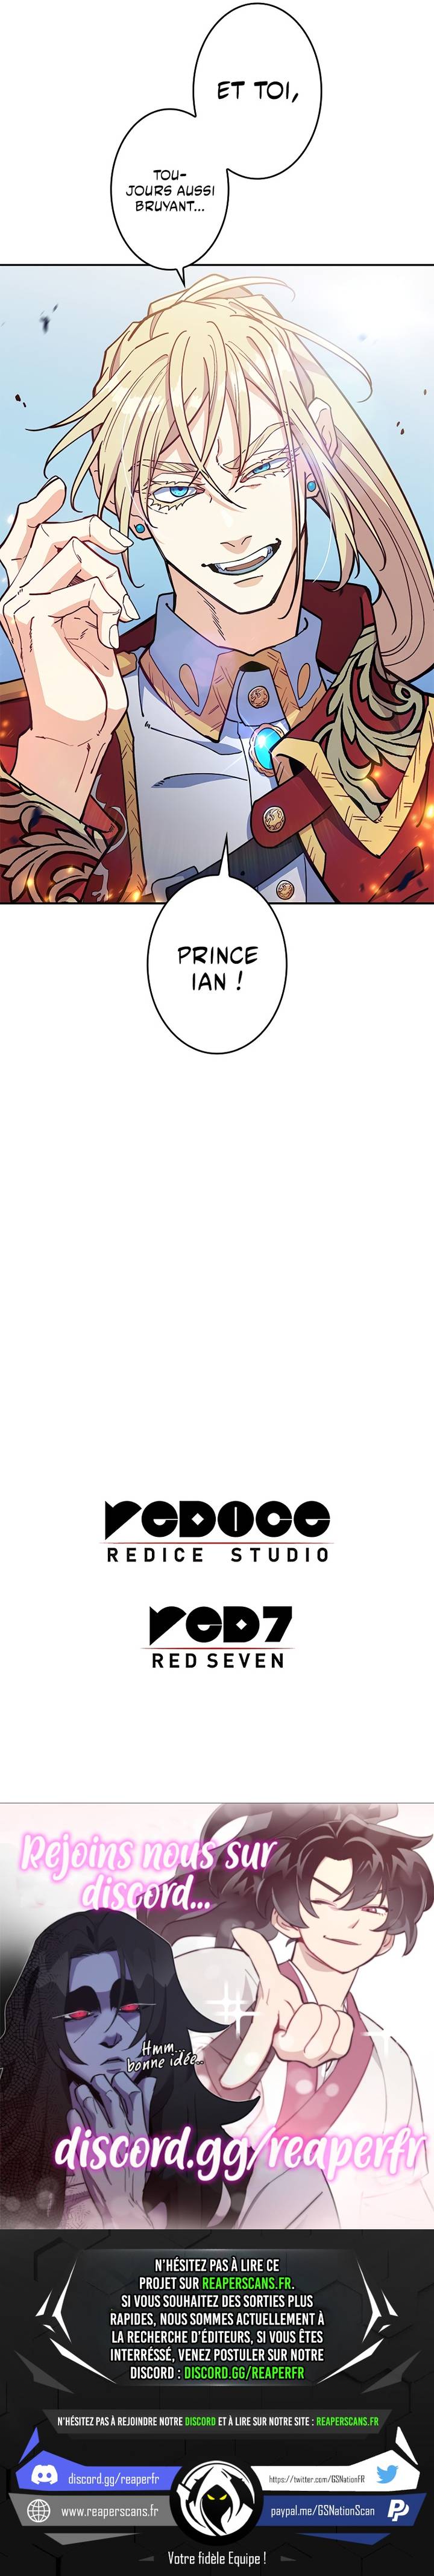 ET TOI,
TOU-
JOURS AUSSI
BRUYANT...
PRINCE
IAN !
REDICE
REDICE STUDIO
RED7
RED SEVEN
Rejoins nous sur
discord...
Hmm...
bonne idée..
discord.gg/reaperfr
N'HÉSITEZ PAS À LIRE CE
PROJET SUR REAPERSCANS.FR.
SI VOUS SOUHAITEZ DES SORTIES PLUS
RAPIDES, NOUS SOMMES ACTUELLEMENT À
LA RECHERCHE D'ÉDITEURS, SI VOUS ÊTES
INTERRÉSSÉ, VENEZ POSTULER SUR NOTRE
DISCORD : DISCORD.GG/REAPERFR
N'HÉSITEZ PAS À REJOINDRE NOTRE DISCORD ET À LIRE SUR NOTRE SITE : REAPERSCANS.FR
discord.gg/reaperfr
https://twitter.com/GSNationFR
www.reaperscans.fr
paypal.me/GSNationScan
Votre fidèle Equipe !